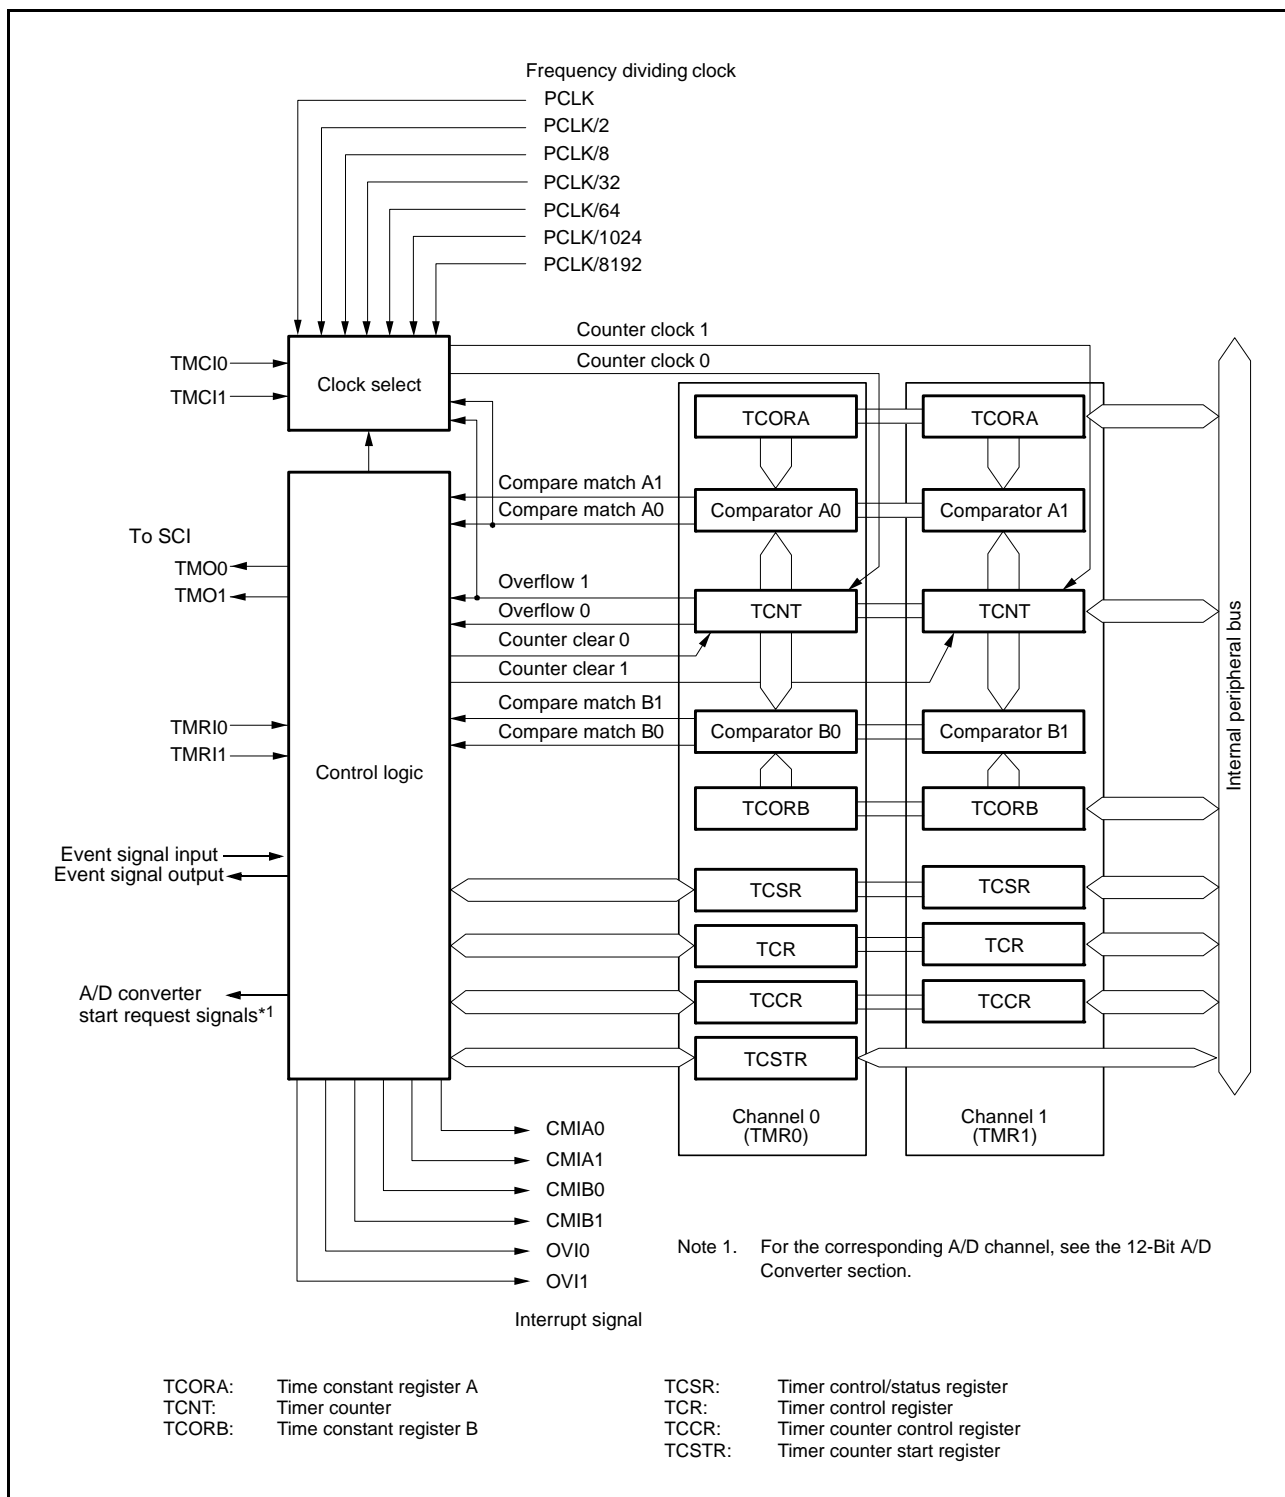 Frequency dividing clock
PCLK
PCLK/2
PCLK/8
PCLK/32
PCLK/64
PCLK/1024
PCLK/8192
Counter clock 1
Counter clock 0
TMCI0
TMCI1
Clock select
TCORA
TCORA
Compare match A1
Compare match A0
Comparator A0
Comparator A1
To SCI
TMO0
TMO1
Overflow 1
Overflow 0
TCNT
TCNT
Counter clear 0
Counter clear 1
Compare match B1
Compare match B0
Comparator B0
Comparator B1
TMRI0
TMRI1
Control logic
TCORB
TCORB
Internal peripheral bus
Event signal input
Event signal output
TCSR
TCSR
TCR
TCR
A/D converter
start request signals*1
TCCR
TCCR
TCSTR
Channel 0
(TMR0)
Channel 1
(TMR1)
CMIA0
CMIA1
CMIB0
CMIB1
OVI0
OVI1
Interrupt signal
Note 1. For the corresponding A/D channel, see the 12-Bit A/D
Converter section.
TCORA: Time constant register A
TCNT: Timer counter
TCORB: Time constant register B
TCSR: Timer control/status register
TCR: Timer control register
TCCR: Timer counter control register
TCSTR: Timer counter start register